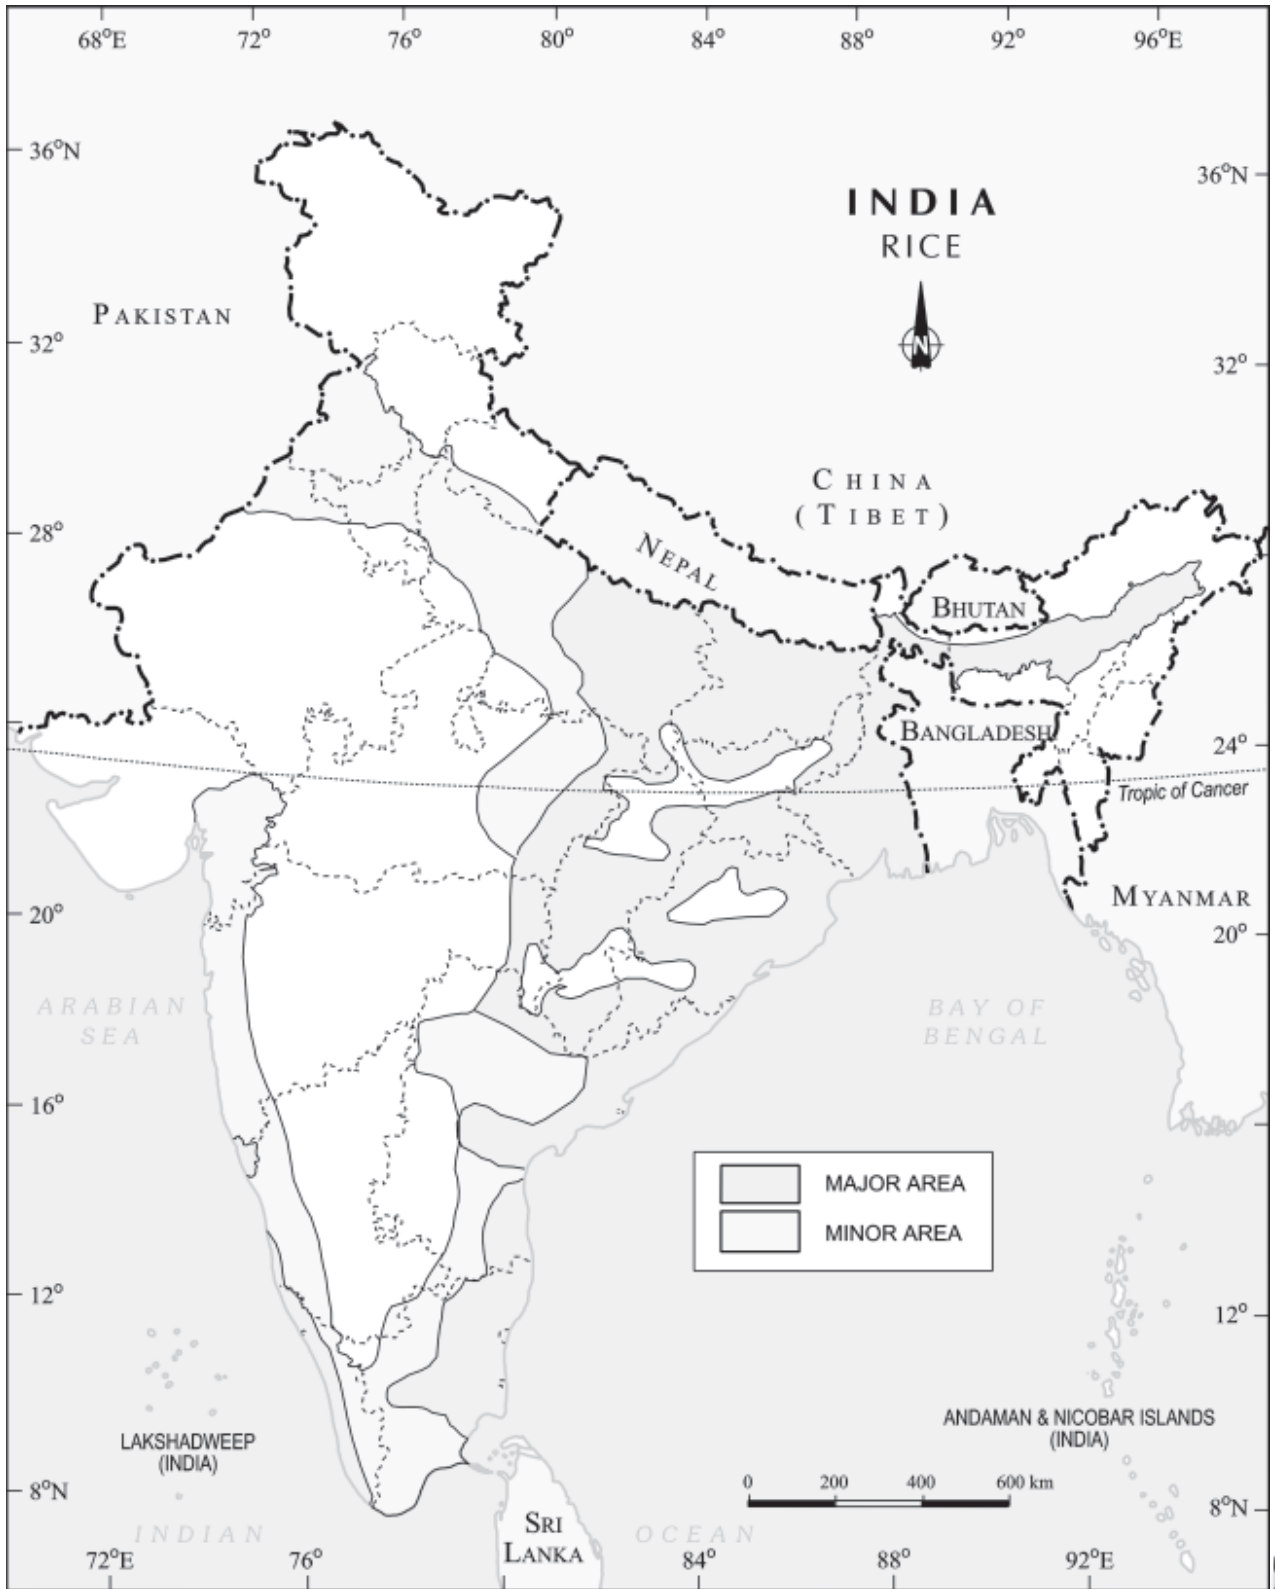 68°E 72° 76° 80° 84° 88° 92° 96°E
36°N
36°N
INDIA
RICE
N
PAKISTAN
32°
32°
CHINA
(TIBET)
28°
NEPAL
BHUTAN
BANGLADESH
24°
Tropic of Cancer
MYANMAR
20°
20°
ARABIAN
SEA
BAY OF
BENGAL
16°
MAJOR AREA
MINOR AREA
12°
12°
LAKSHADWEEP
(INDIA)
ANDAMAN & NICOBAR ISLANDS
(INDIA)
0 200 400 600 km
8°N
8°N
SRI
LANKA
INDIAN OCEAN
72°E 76° 84° 88° 92°E